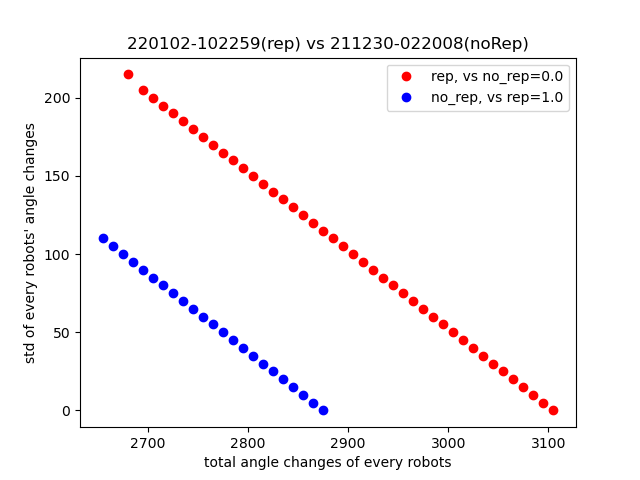 220102-102259(rep) vs 211230-022008(noRep)
rep, vs no_rep=0.0
no_rep, vs rep=1.0
200
150
100
50
0
std of every robots' angle changes
2700 2800 2900 3000 3100
total angle changes of every robots